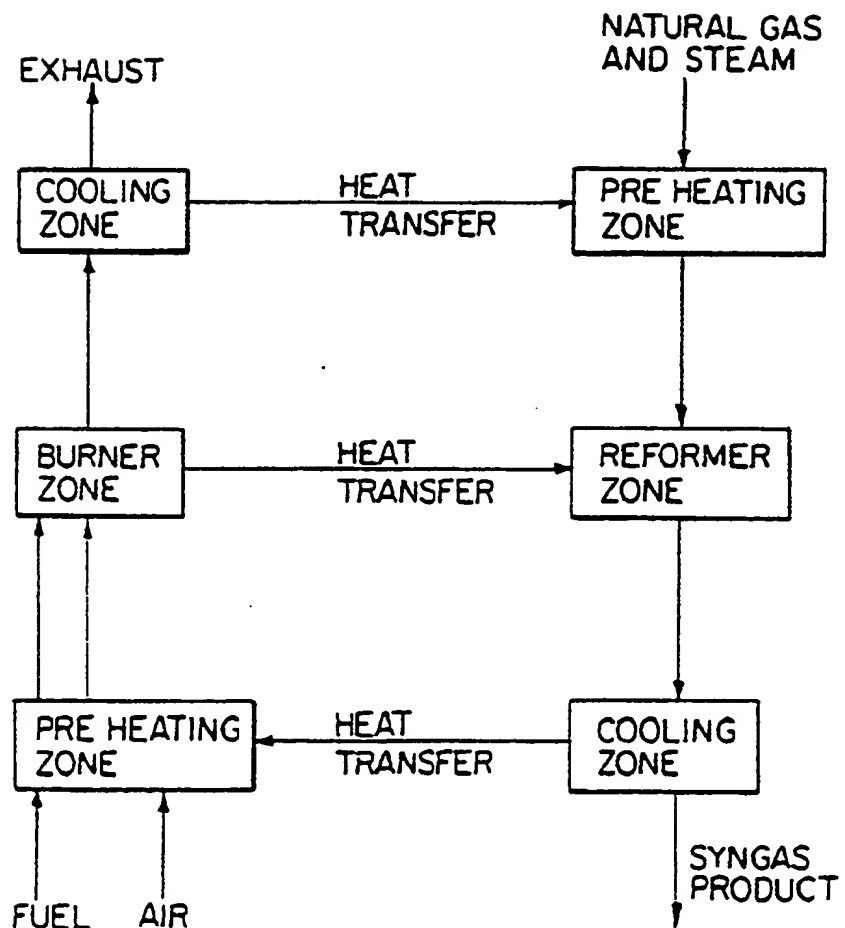 NATURAL GAS
AND STEAM
EXHAUST
COOLING
ZONE
HEAT
TRANSFER
PRE HEATING
ZONE
BURNER
ZONE
HEAT
TRANSFER
REFORMER
ZONE
PRE HEATING
ZONE
HEAT
TRANSFER
COOLING
ZONE
SYNGAS
PRODUCT
FUEL
AIR